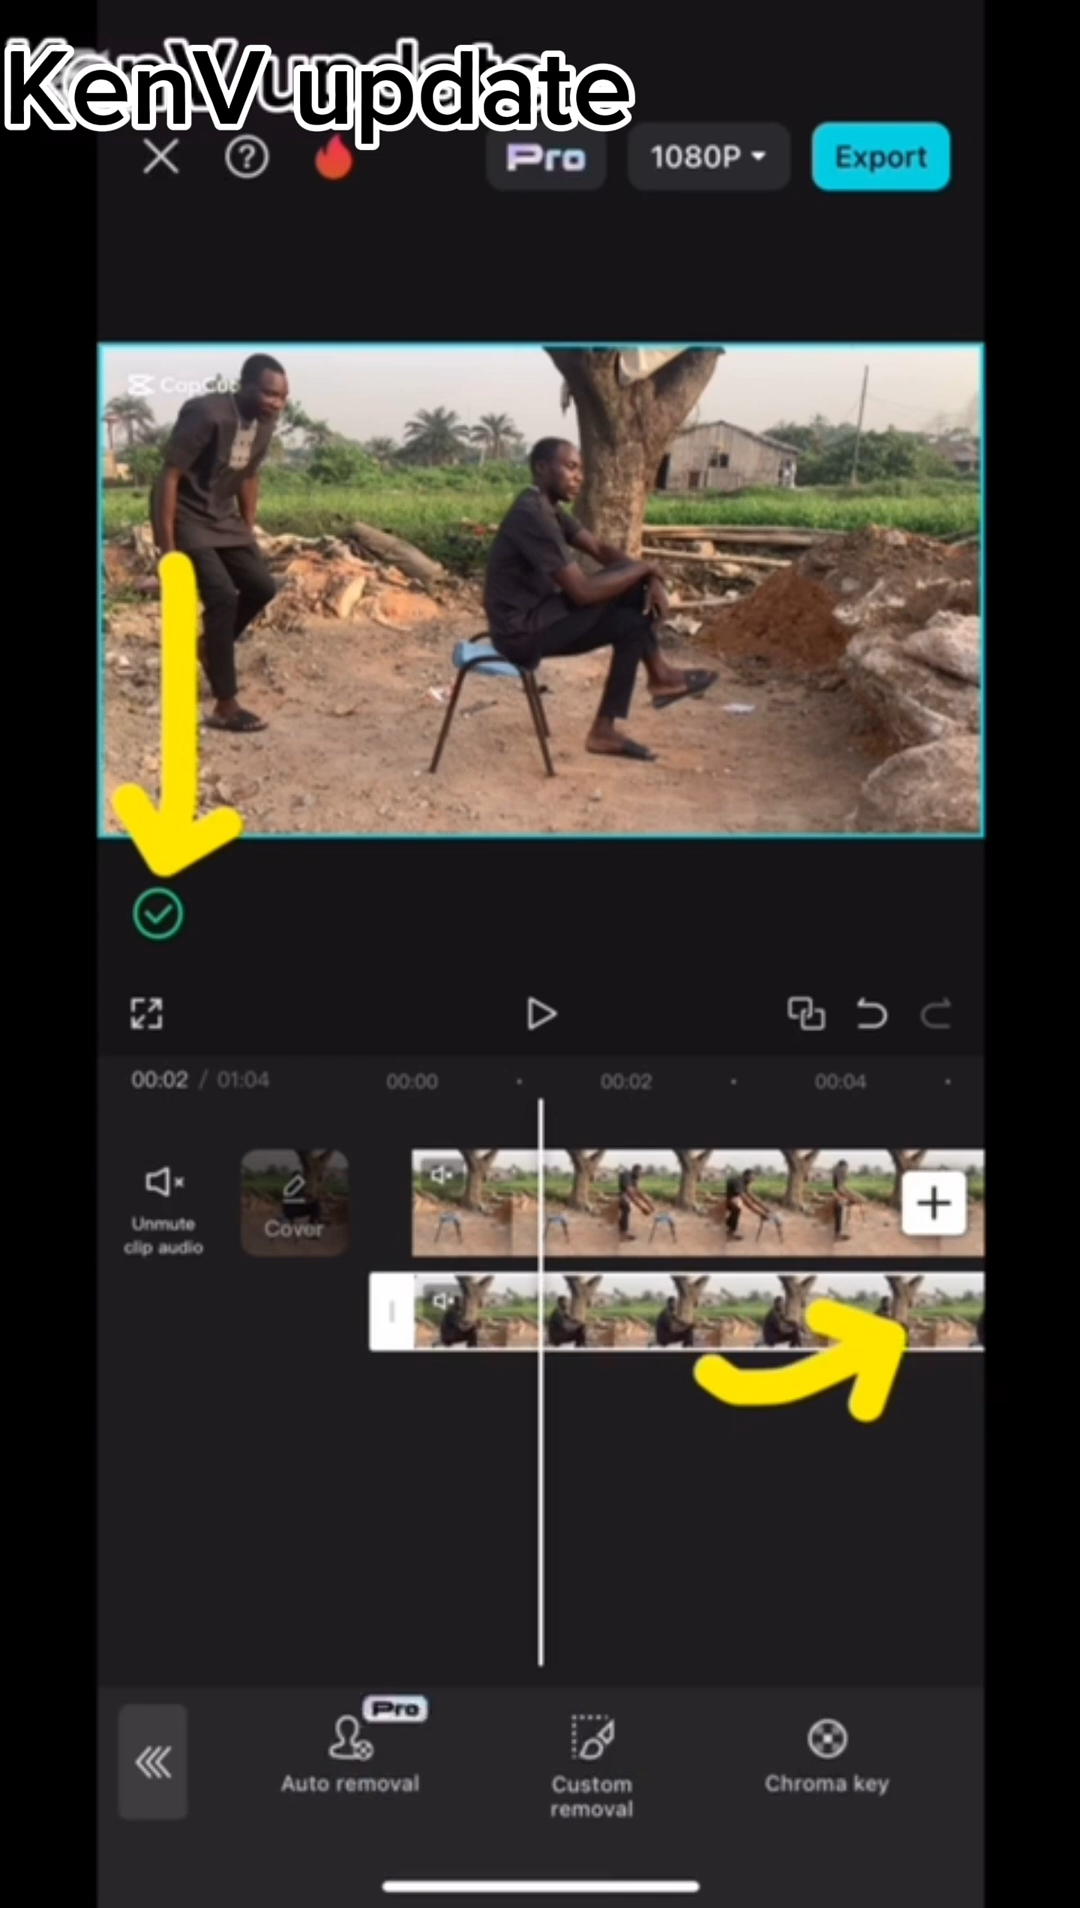 KenV update
Pro
1080P
Export
CapCut
00:02 / 01:04
00:00
00:02
00:04
Unmute
clip audio
Cover
Pro
Auto removal
Custom
removal
Chroma key